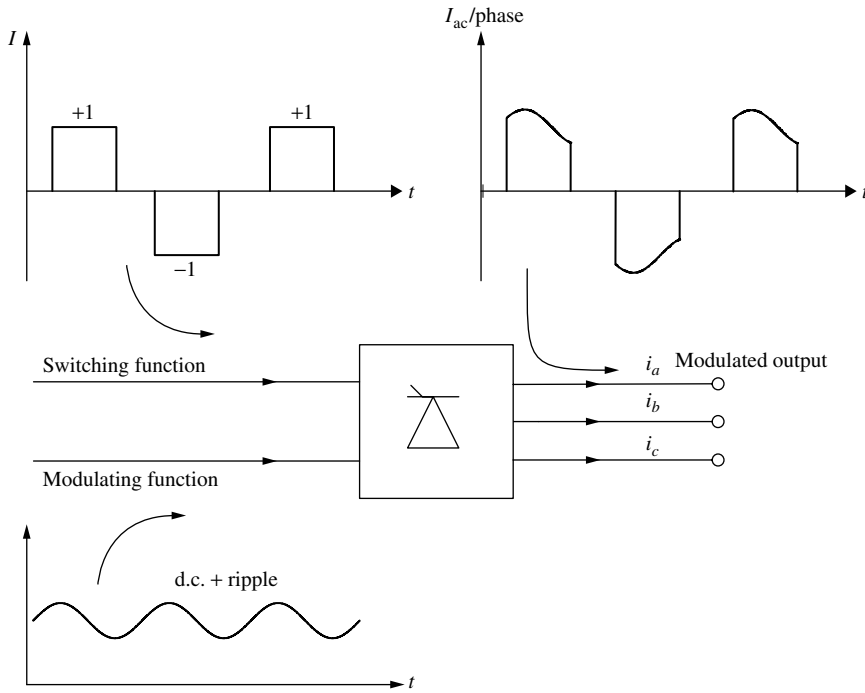 I
+1
+1
−1
t
I_ac/phase
t
Switching function
Modulating function
i_a
Modulated output
i_b
i_c
d.c. + ripple
t